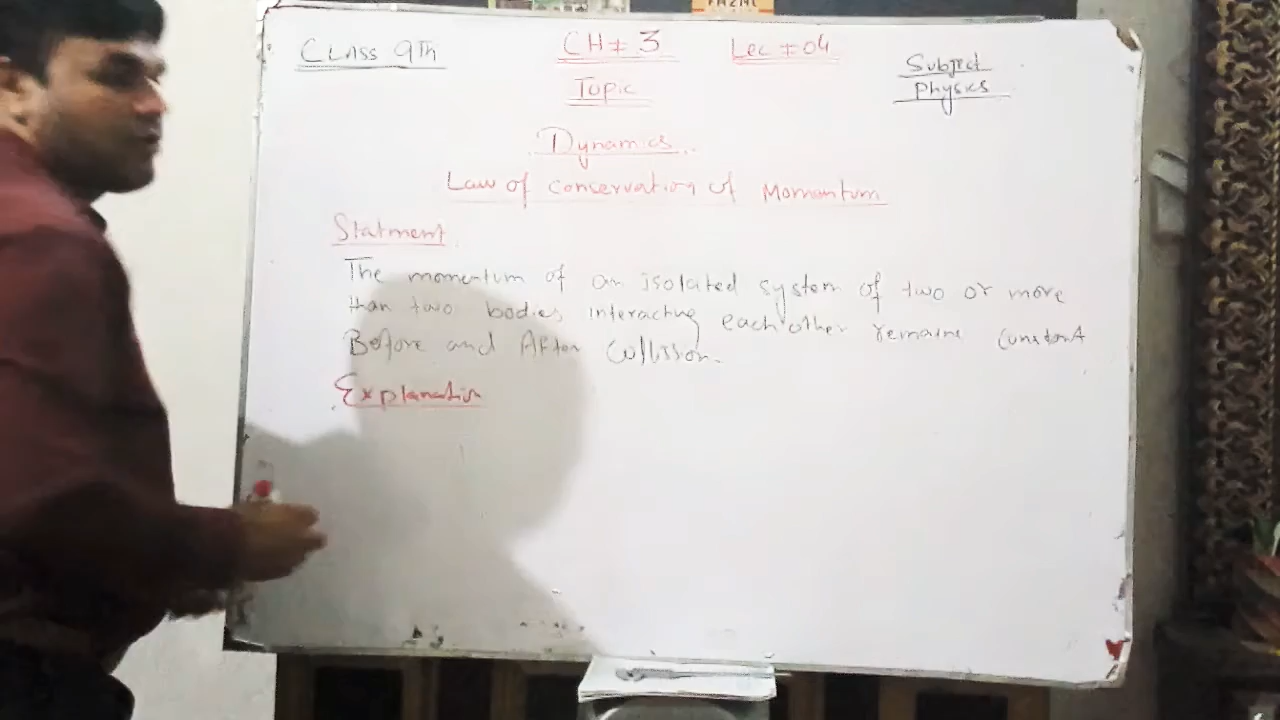 CLASS 9Th
CH # 3
Lec # 04
Subject
Physics
Topic
Dynamics
Law of conservation of Momentum
Statment
The momentum of an isolated system of two or more
than two bodies interacting each other remains constant
Before and After Collision.
Explanation